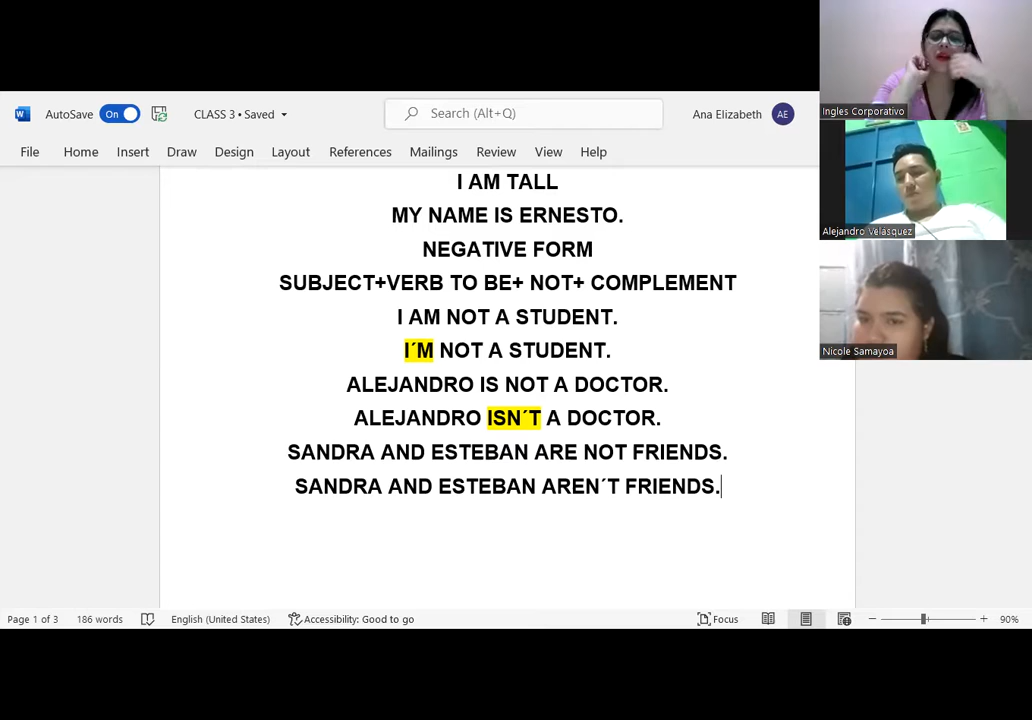 AutoSave On CLASS 3 • Saved Search (Alt+Q) Ana Elizabeth AE
File Home Insert Draw Design Layout References Mailings Review View Help
I AM TALL
MY NAME IS ERNESTO.
NEGATIVE FORM
SUBJECT+VERB TO BE+ NOT+ COMPLEMENT
I AM NOT A STUDENT.
I´M NOT A STUDENT.
ALEJANDRO IS NOT A DOCTOR.
ALEJANDRO ISN´T A DOCTOR.
SANDRA AND ESTEBAN ARE NOT FRIENDS.
SANDRA AND ESTEBAN AREN´T FRIENDS.
Page 1 of 3 186 words English (United States) Accessibility: Good to go Focus 90%
Ingles Corporativo
Alejandro Velásquez
Nicole Samayoa